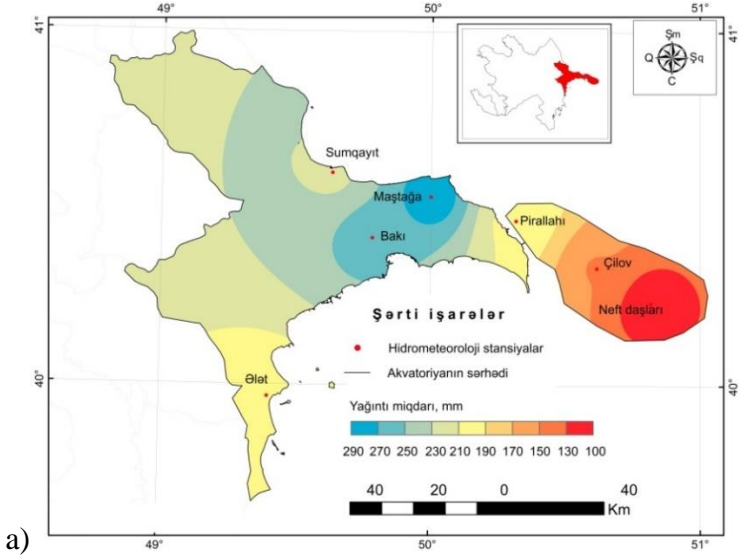 49° 50° 51°
41° 41°
Şm
Q Şq
C
Sumqayıt
Maştağa
Pirallahı
Bakı
Çilov
Neft daşları
Şərti işarələr
Hidrometeoroloji stansiyalar
Ələt
40° 40°
Akvatoriyanın sərhədi
Yağıntı miqdarı, mm
290 270 250 230 210 190 170 150 130 100
40 20 0 40
Km
a)
49° 50° 51°